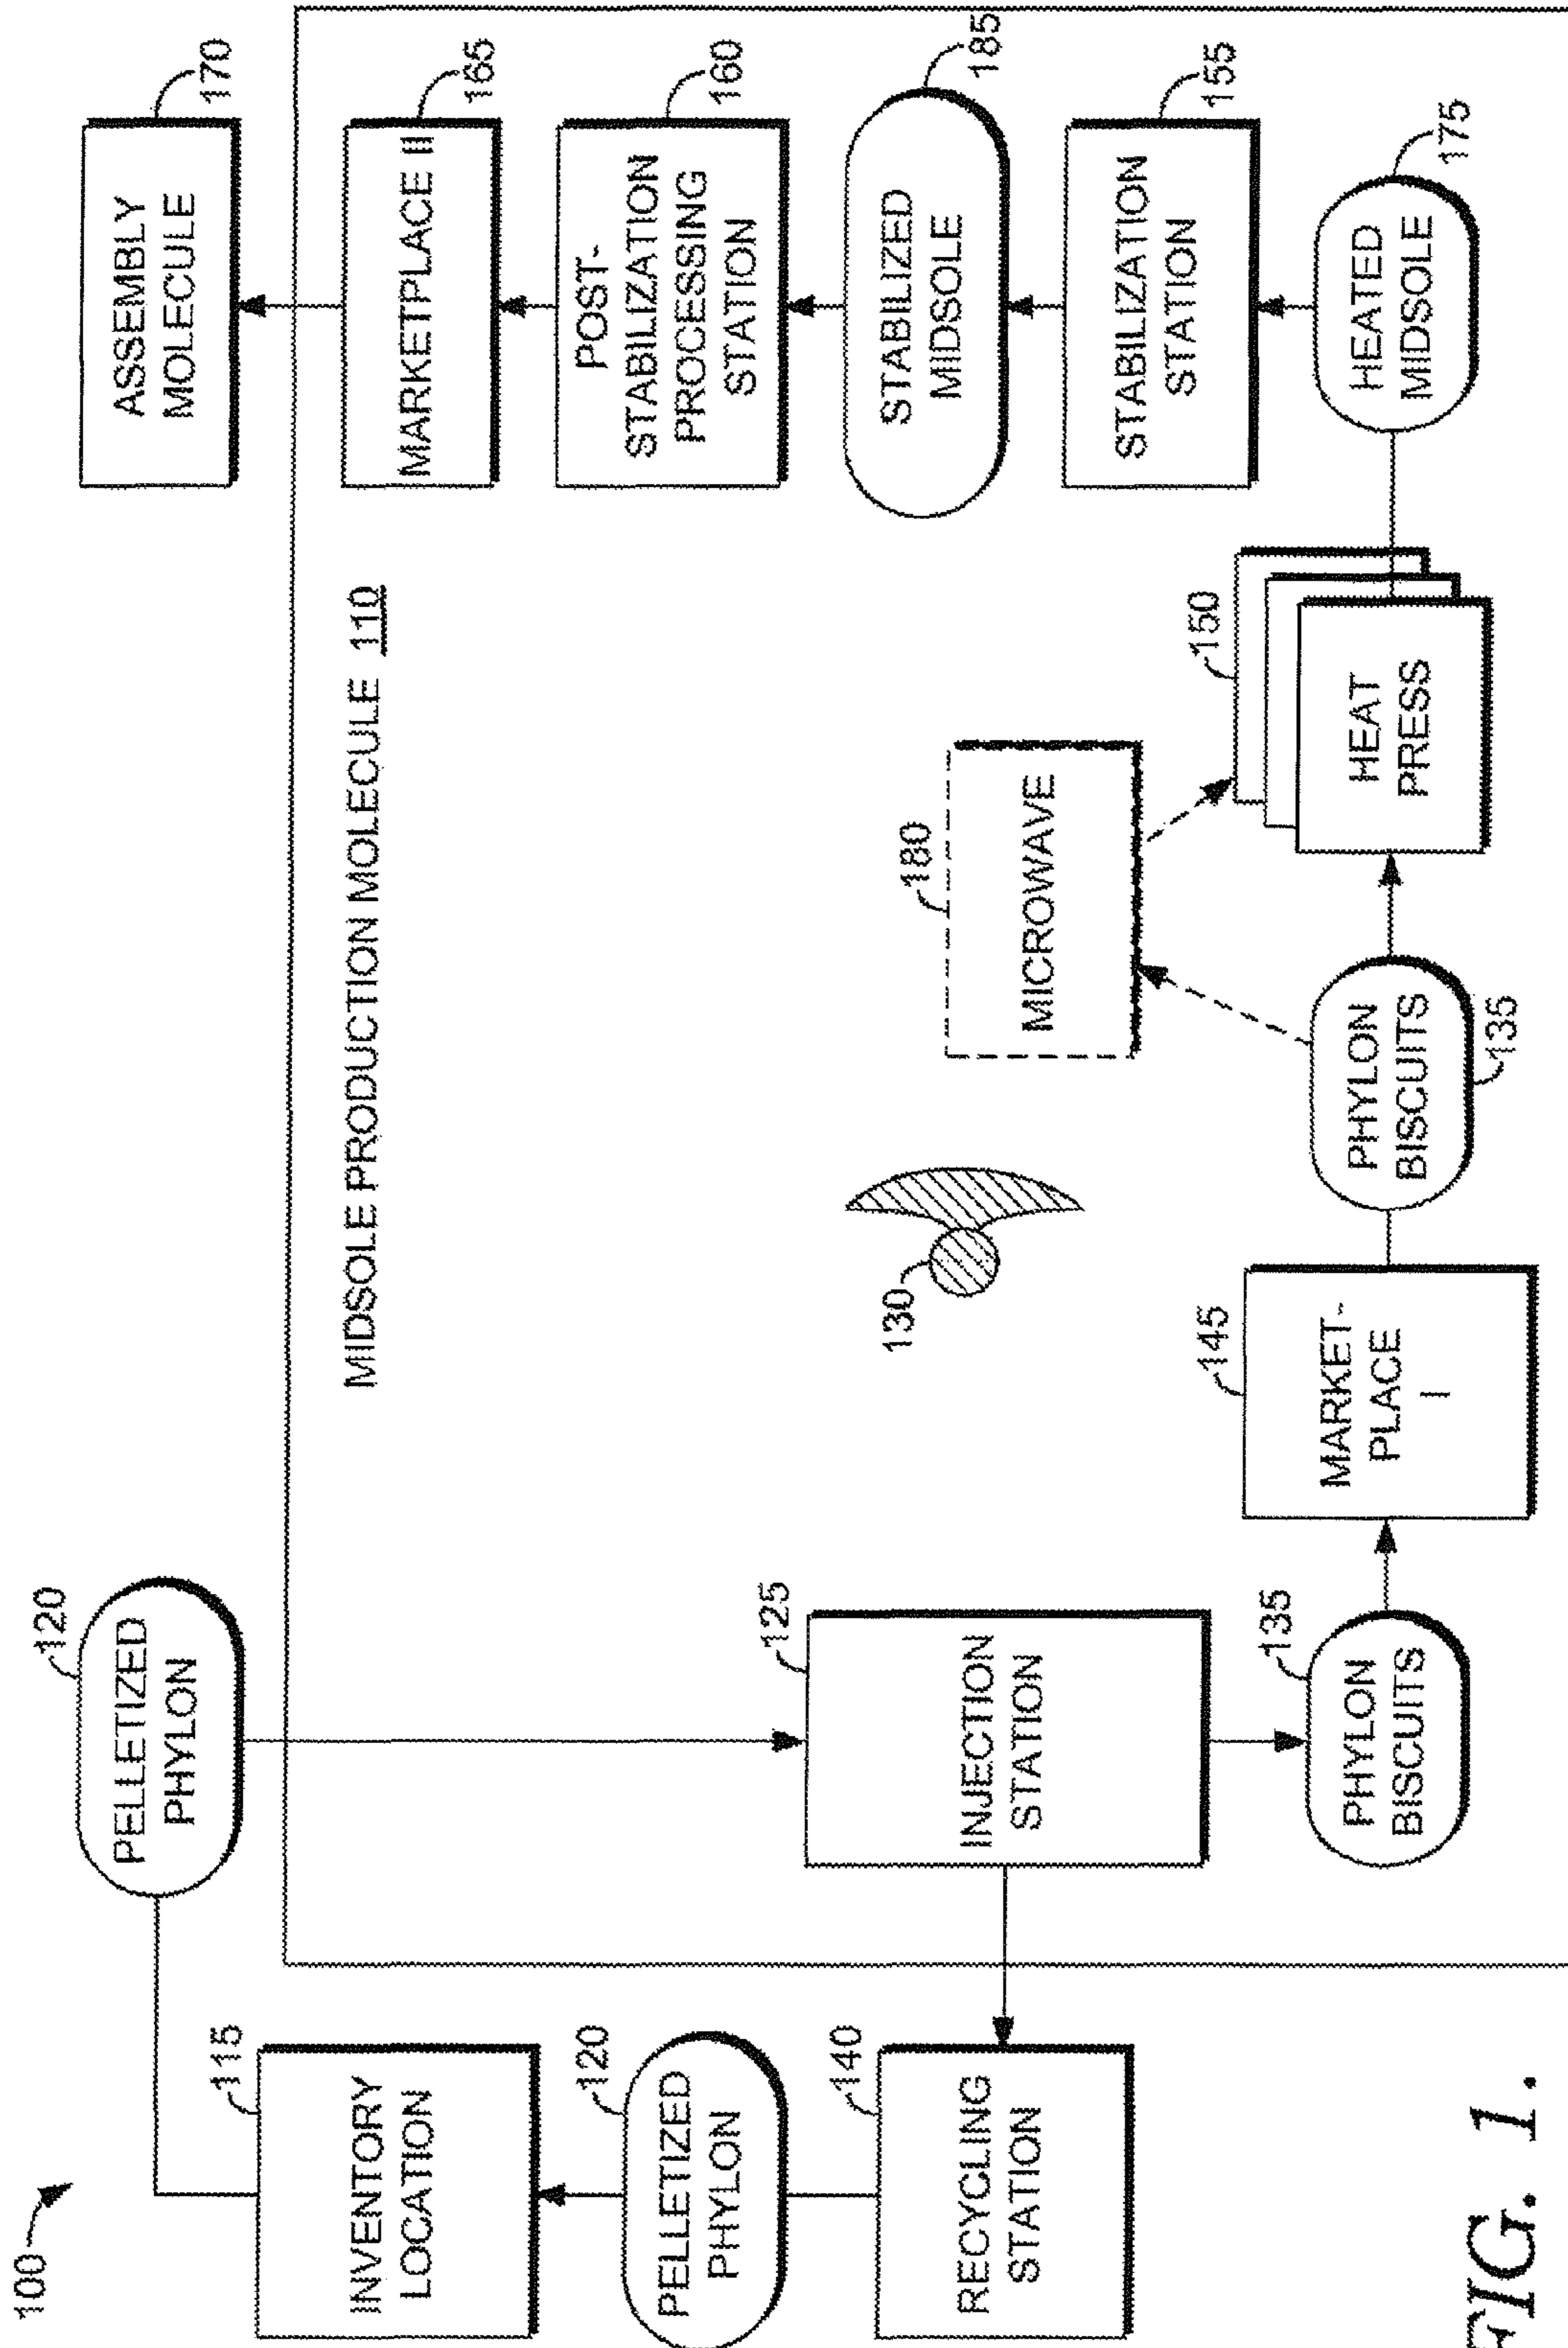 100
120
PELLETIZED
PHYLON
ASSEMBLY
MOLECULE
170
115
INVENTORY
LOCATION
MIDSOLE PRODUCTION MOLECULE 110
MARKETPLACE II
165
120
PELLETIZED
PHYLON
POST-
STABILIZATION
PROCESSING
STATION
160
140
RECYCLING
STATION
125
INJECTION
STATION
130
180
MICROWAVE
STABILIZED
MIDSOLE
185
STABILIZATION
STATION
155
135
PHYLON
BISCUITS
145
MARKET-
PLACE
I
PHYLON
BISCUITS
135
150
HEAT
PRESS
HEATED
MIDSOLE
175
FIG. 1.